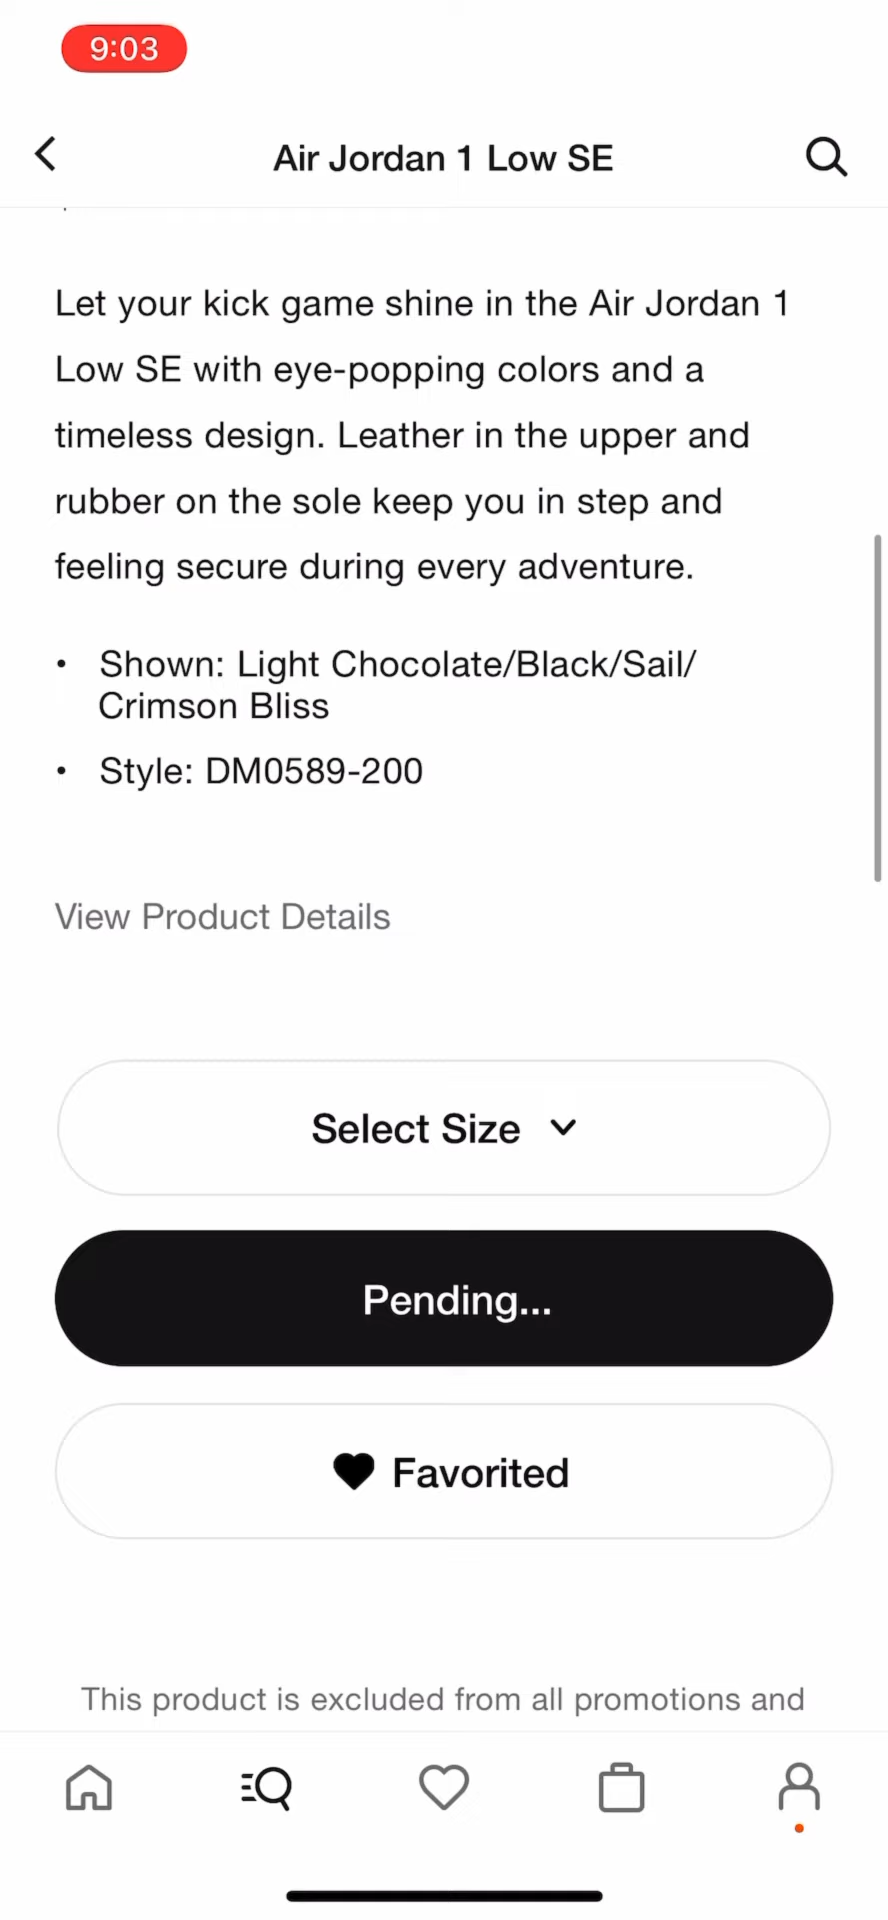 9:03
Air Jordan 1 Low SE
Let your kick game shine in the Air Jordan 1
Low SE with eye-popping colors and a
timeless design. Leather in the upper and
rubber on the sole keep you in step and
feeling secure during every adventure.
• Shown: Light Chocolate/Black/Sail/
Crimson Bliss
• Style: DM0589-200
View Product Details
Select Size
Pending...
Favorited
This product is excluded from all promotions and